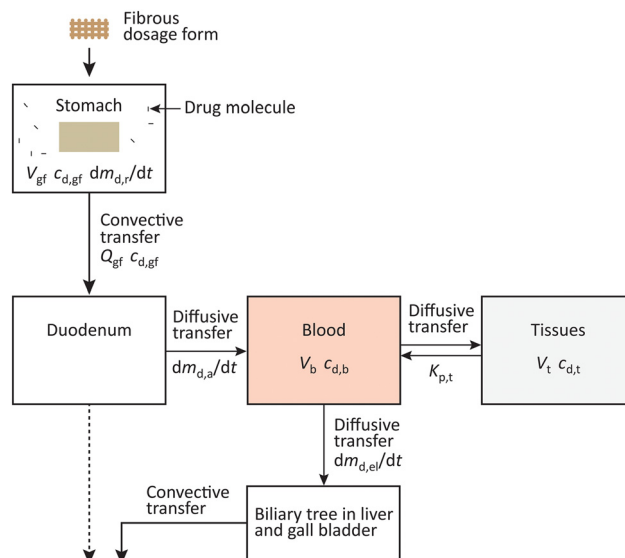 Fibrous
dosage form
Stomach
Drug molecule
V_gf c_d,gf dm_d,r/dt
Convective
transfer
Q_gf c_d,gf
Duodenum
Diffusive
transfer
dm_d,a/dt
Blood
V_b c_d,b
Diffusive
transfer
K_p,t
Tissues
V_t c_d,t
Diffusive
transfer
dm_d,el/dt
Convective
transfer
Biliary tree in liver
and gall bladder